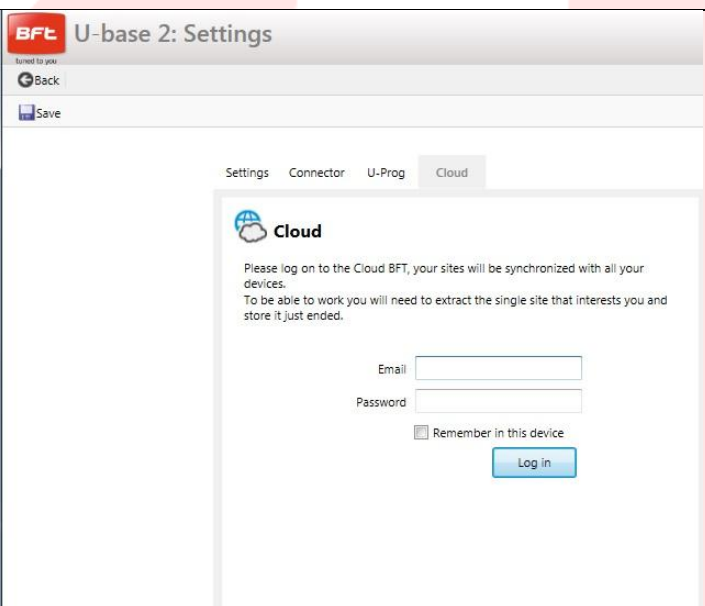 BFT
U-base 2: Settings
tuned to you
Back
Save
Settings Connector U-Prog Cloud
Cloud
Please log on to the Cloud BFT, your sites will be synchronized with all your
devices.
To be able to work you will need to extract the single site that interests you and
store it just ended.
Email
Password
Remember in this device
Log in